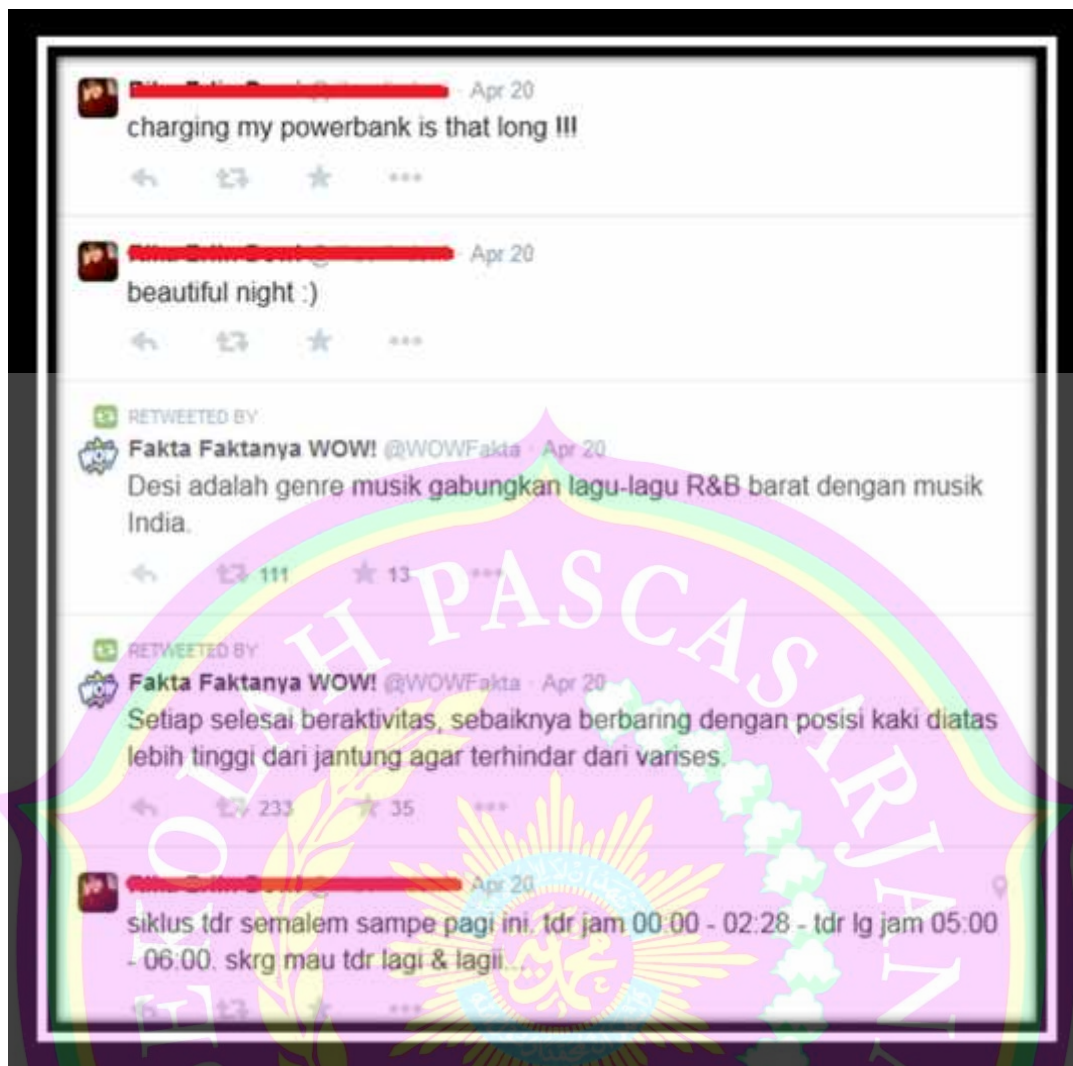 Apr 20
charging my powerbank is that long !!!
Apr 20
beautiful night :)
RETWEETED BY
Fakta Faktanya WOW! @WOWFakta · Apr 20
Desi adalah genre musik gabungkan lagu-lagu R&B barat dengan musik
India.
111 13
RETWEETED BY
Fakta Faktanya WOW! @WOWFakta · Apr 20
Setiap selesai beraktivitas, sebaiknya berbaring dengan posisi kaki diatas
lebih tinggi dari jantung agar terhindar dari varises.
233 35
Apr 20
siklus tdr semalem sampe pagi ini. tdr jam 00:00 - 02:28 - tdr lg jam 05:00
- 06:00. skrg mau tdr lagi & lagii...
SEKOLAH PASCASARJANA